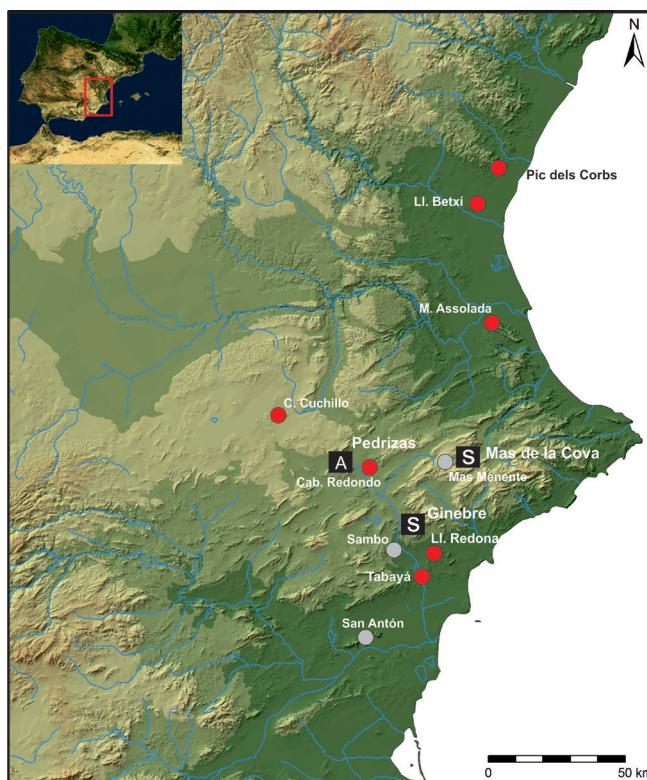 N
Pic dels Corbs
Ll. Betxí
M. Assolada
C. Cuchillo
Pedrizas
A
Cab. Redondo
S
Mas de la Cova
Mas Menente
S
Ginebre
Sambo
Ll. Redona
Tabayá
San Antón
0
50 km